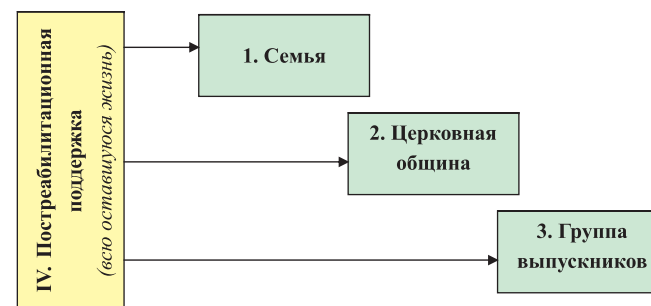 IV. Постреабилитационная
поддержка
(всю оставшуюся жизнь)
1. Семья
2. Церковная
община
3. Группа
выпускников